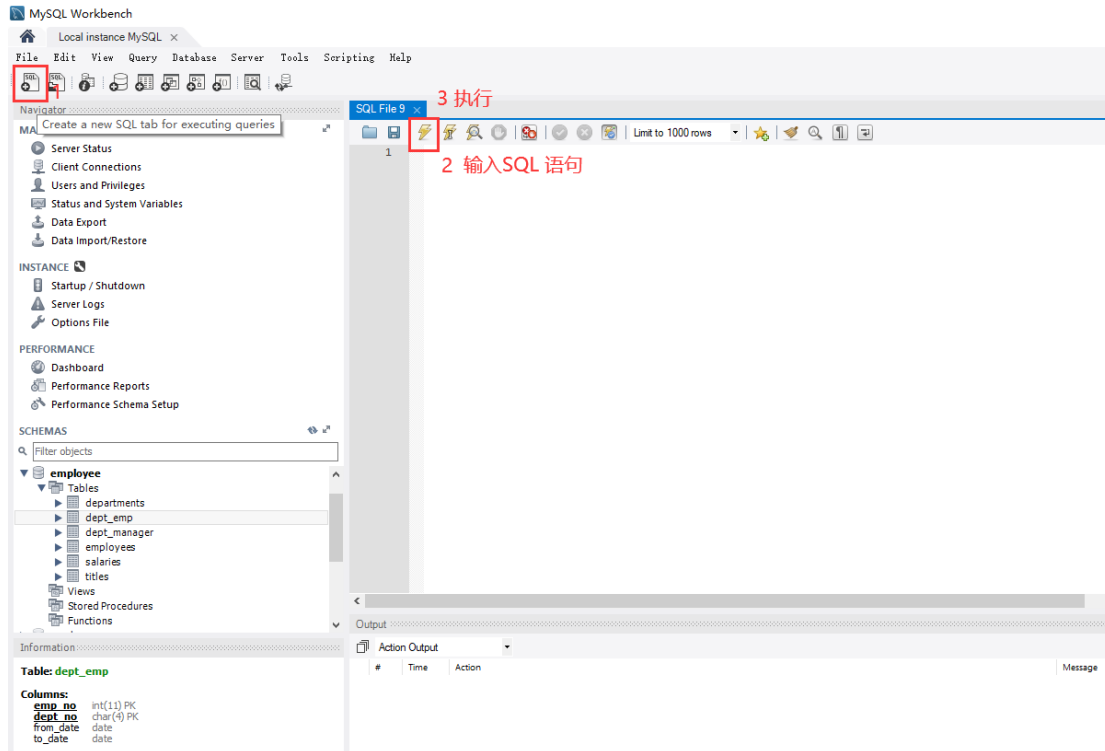 MySQL Workbench
Local instance MySQL
File Edit View Query Database Server Tools Scripting Help
1
3 执行
Navigator
SQL File 9
Create a new SQL tab for executing queries
MA
Limit to 1000 rows
1
2 输入SQL 语句
Server Status
Client Connections
Users and Privileges
Status and System Variables
Data Export
Data Import/Restore
INSTANCE
Startup / Shutdown
Server Logs
Options File
PERFORMANCE
Dashboard
Performance Reports
Performance Schema Setup
SCHEMAS
Filter objects
employee
Tables
departments
dept_emp
dept_manager
employees
salaries
titles
Views
Stored Procedures
Functions
Output
Information
Action Output
# Time Action Message
Table: dept_emp
Columns:
emp_no int(11) PK
dept_no char(4) PK
from_date date
to_date date